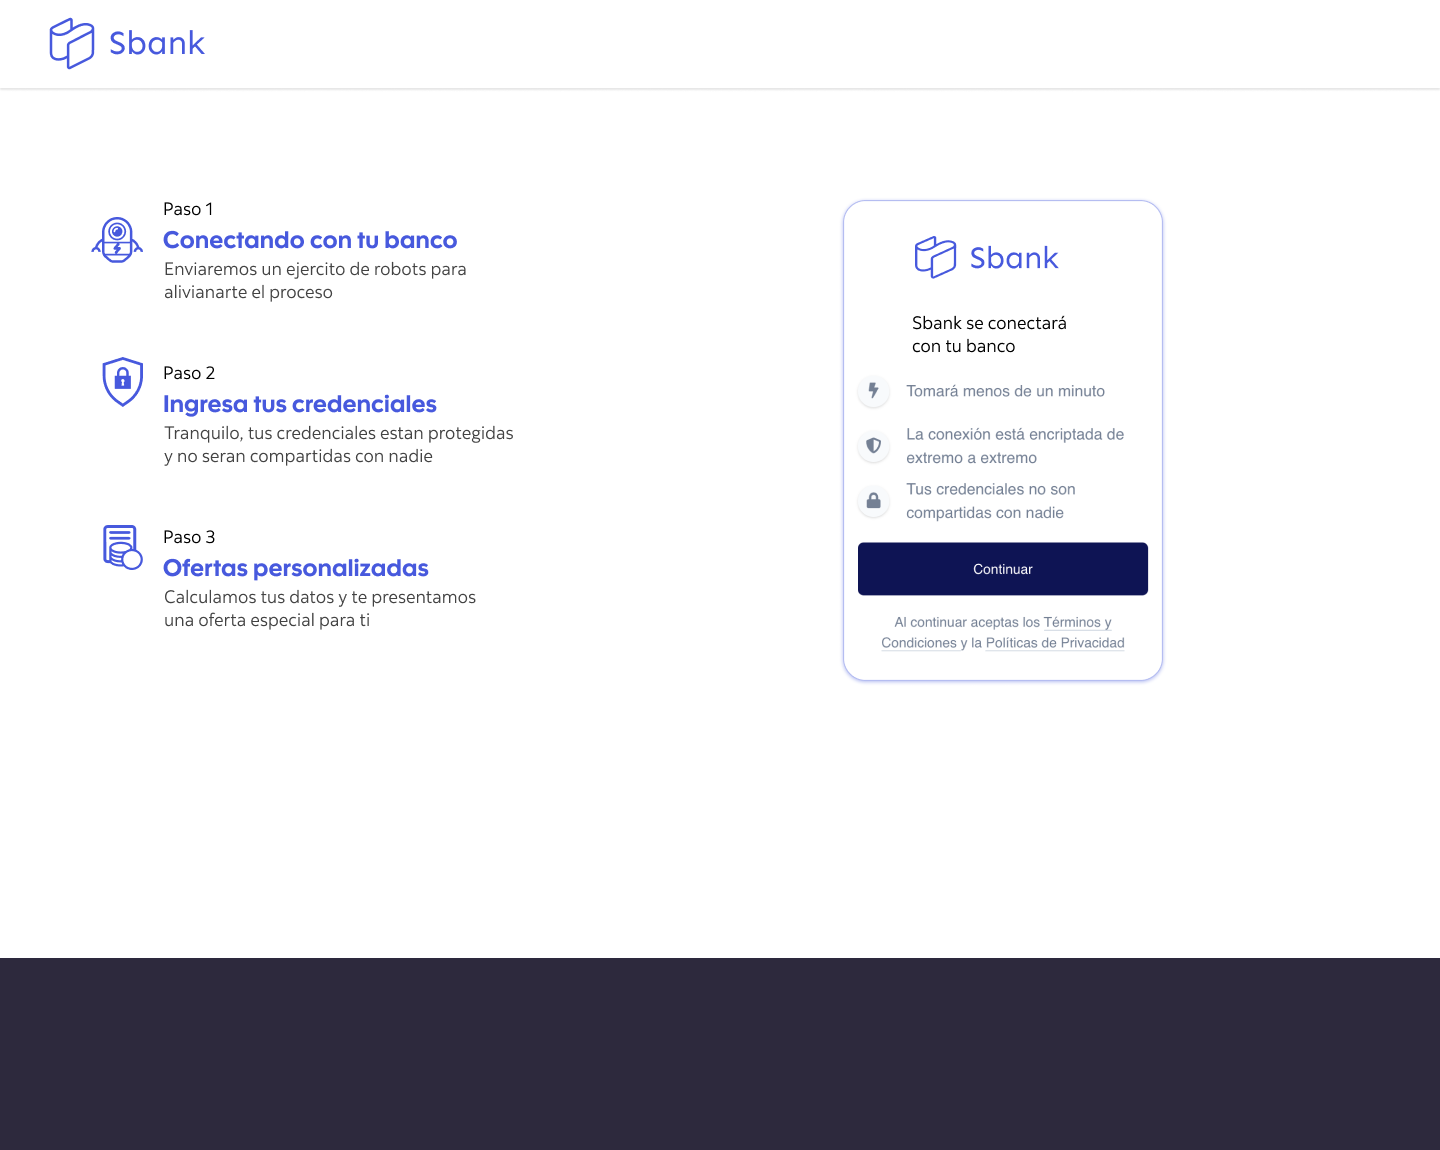 Sbank
Paso 1
Conectando con tu banco
Enviaremos un ejercito de robots para
alivianarte el proceso
Paso 2
Ingresa tus credenciales
Tranquilo, tus credenciales estan protegidas
y no seran compartidas con nadie
Paso 3
Ofertas personalizadas
Calculamos tus datos y te presentamos
una oferta especial para ti
Sbank
Sbank se conectará
con tu banco
Tomará menos de un minuto
La conexión está encriptada de
extremo a extremo
Tus credenciales no son
compartidas con nadie
Continuar
Al continuar aceptas los Términos y
Condiciones y la Políticas de Privacidad